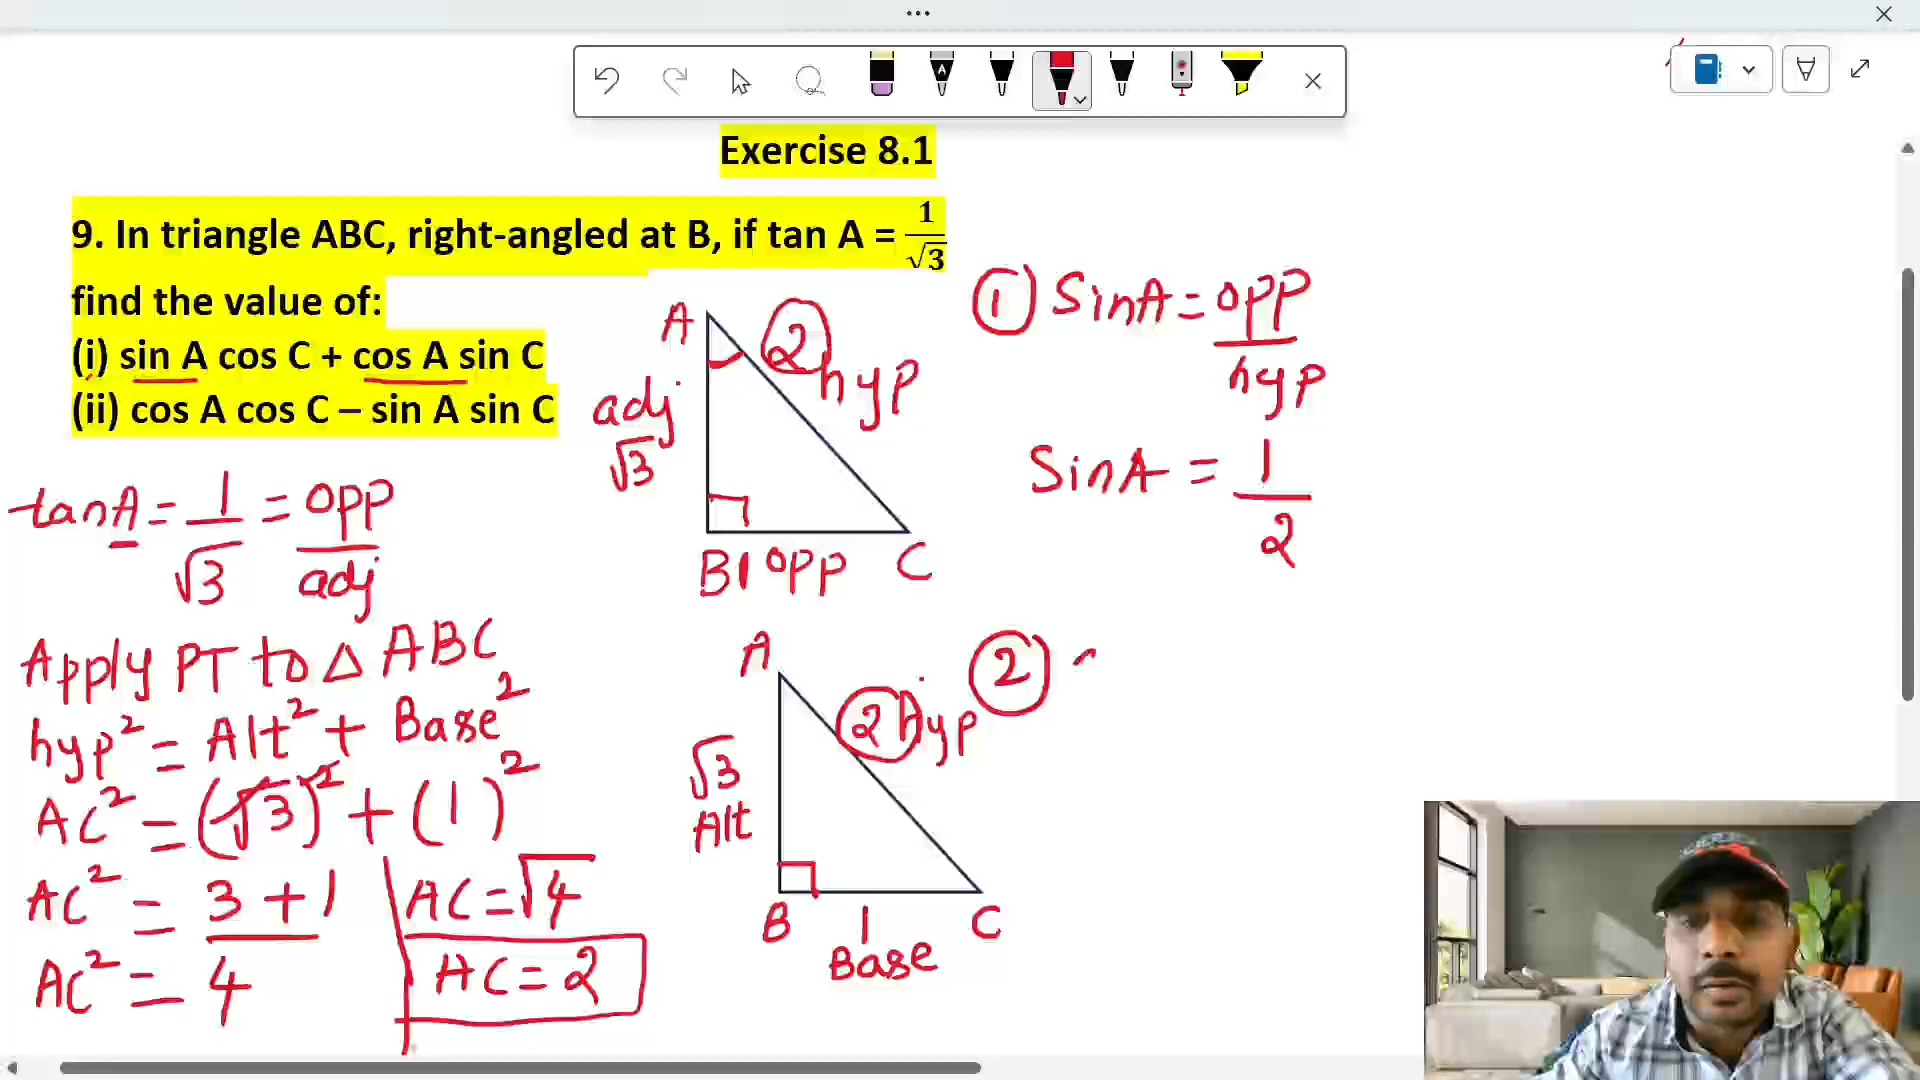 Exercise 8.1
9. In triangle ABC, right-angled at B, if tan A = 1/√3
find the value of:
(i) sin A cos C + cos A sin C
(ii) cos A cos C – sin A sin C
tanA = 1/√3 = opp/adj
Apply PT to △ ABC
hyp² = Alt² + Base²
AC² = (√3)² + (1)²
AC² = 3 + 1
AC² = 4
AC = √4
AC = 2
A
2
hyp
adj
√3
B 1 opp C
A
2 hyp
√3
Alt
B 1 C
Base
① SinA = opp/hyp
SinA = 1/2
②